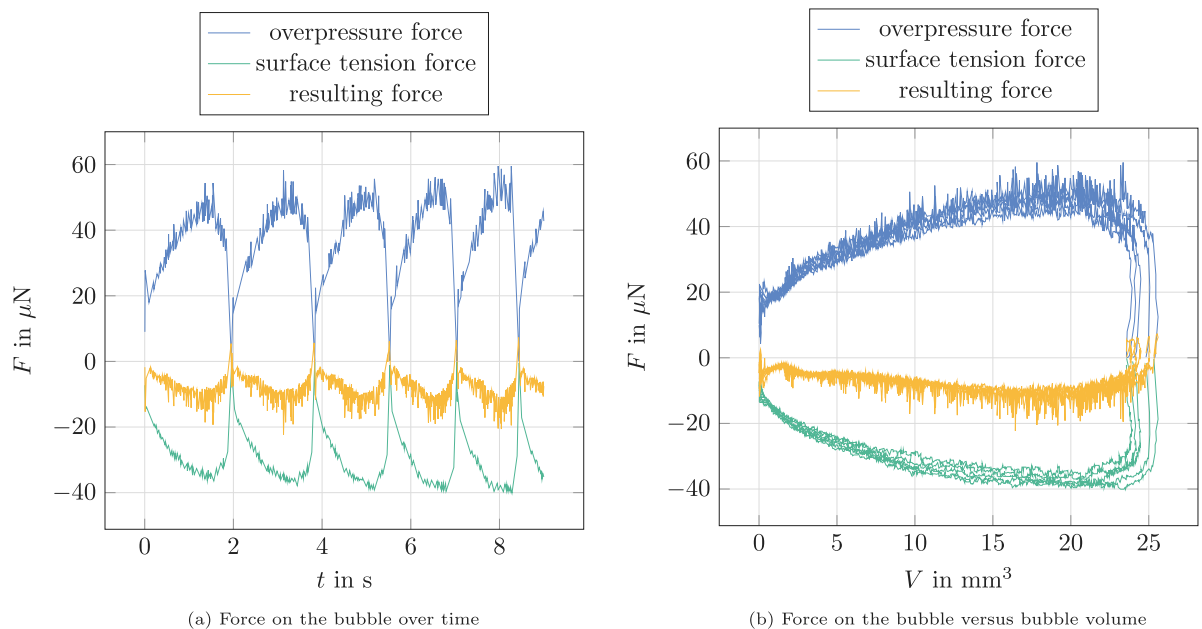 overpressure force
surface tension force
resulting force
60
40
20
0
−20
−40
F in μN
0 2 4 6 8
t in s
(a) Force on the bubble over time
overpressure force
surface tension force
resulting force
60
40
20
0
−20
−40
F in μN
0 5 10 15 20 25
V in mm³
(b) Force on the bubble versus bubble volume